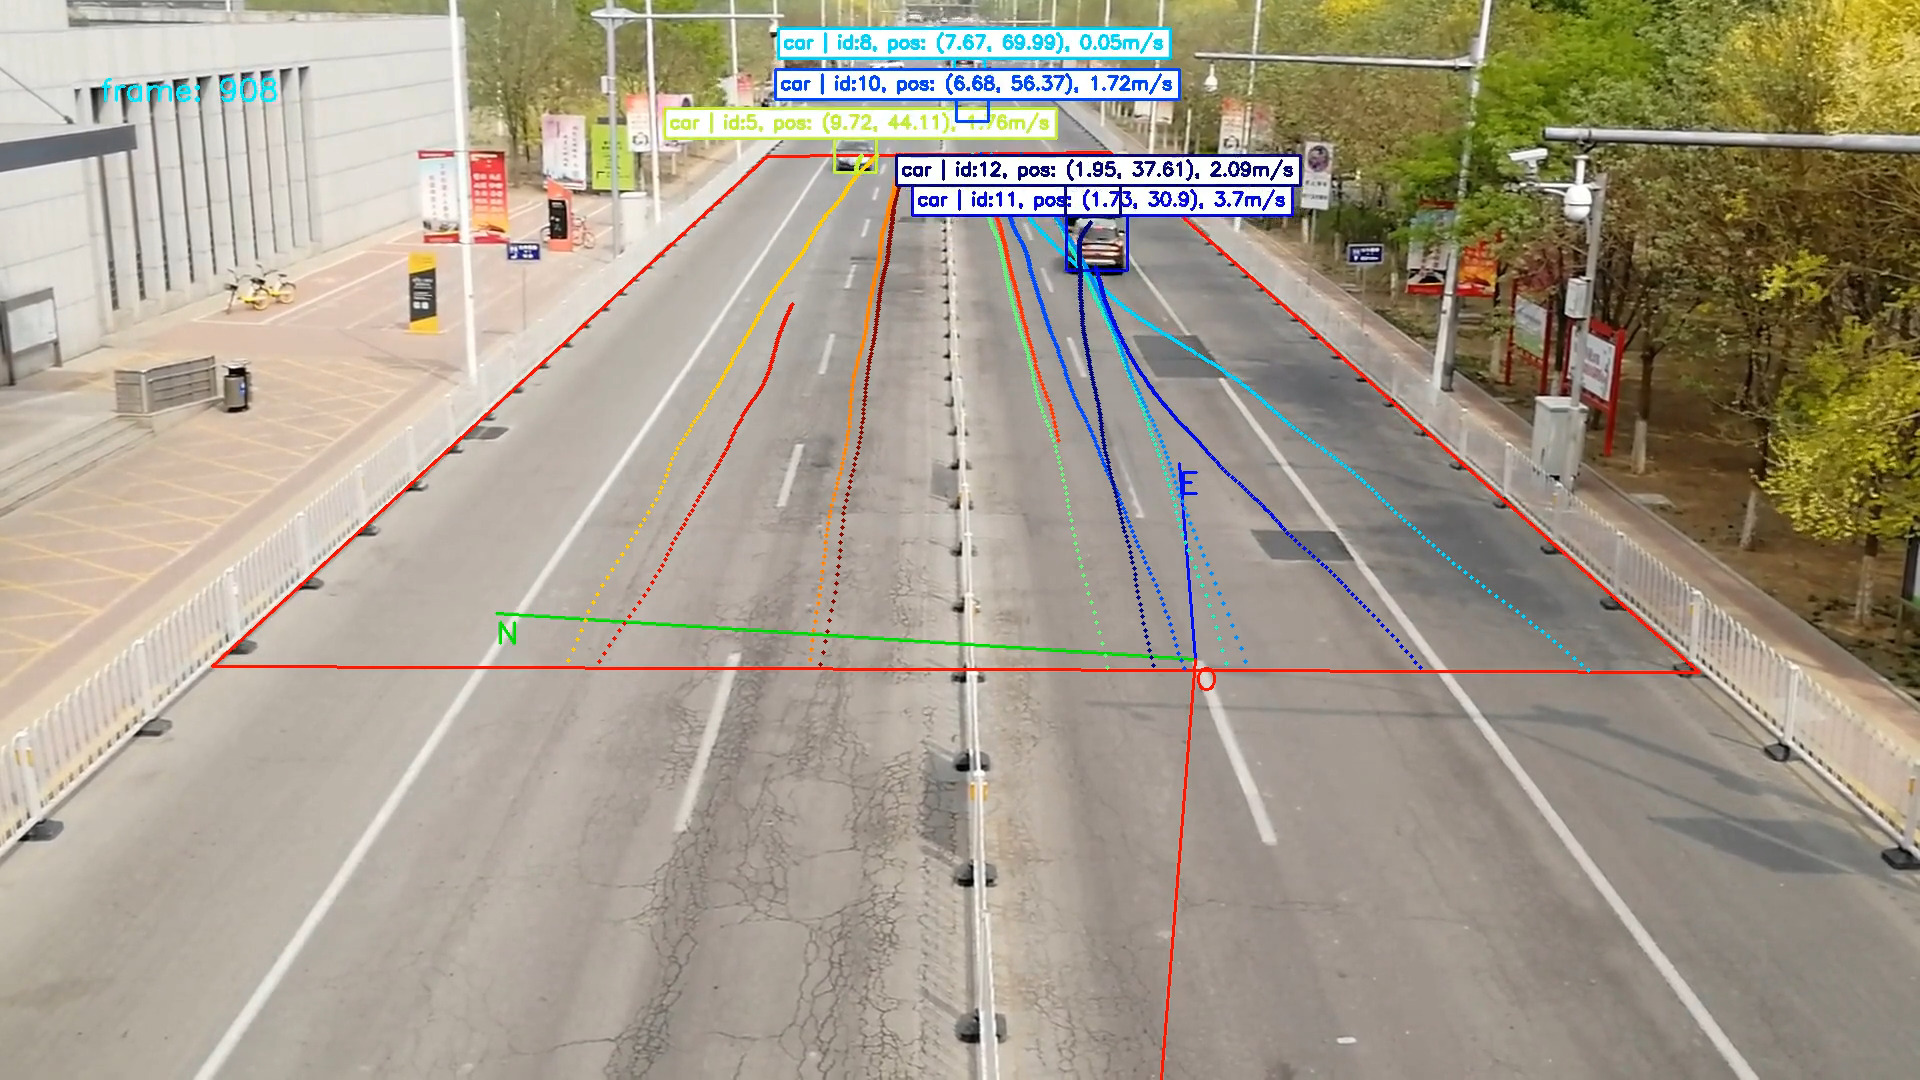 car | id:8, pos: (7.67, 69.99), 0.05m/s
car | id:10, pos: (6.68, 56.37), 1.72m/s
frame: 908
car | id:5, pos: (9.72, 44.11), 1.76m/s
car | id:12, pos: (1.95, 37.61), 2.09m/s
car | id:11, pos: (1.73, 30.9), 3.7m/s
E
N
O